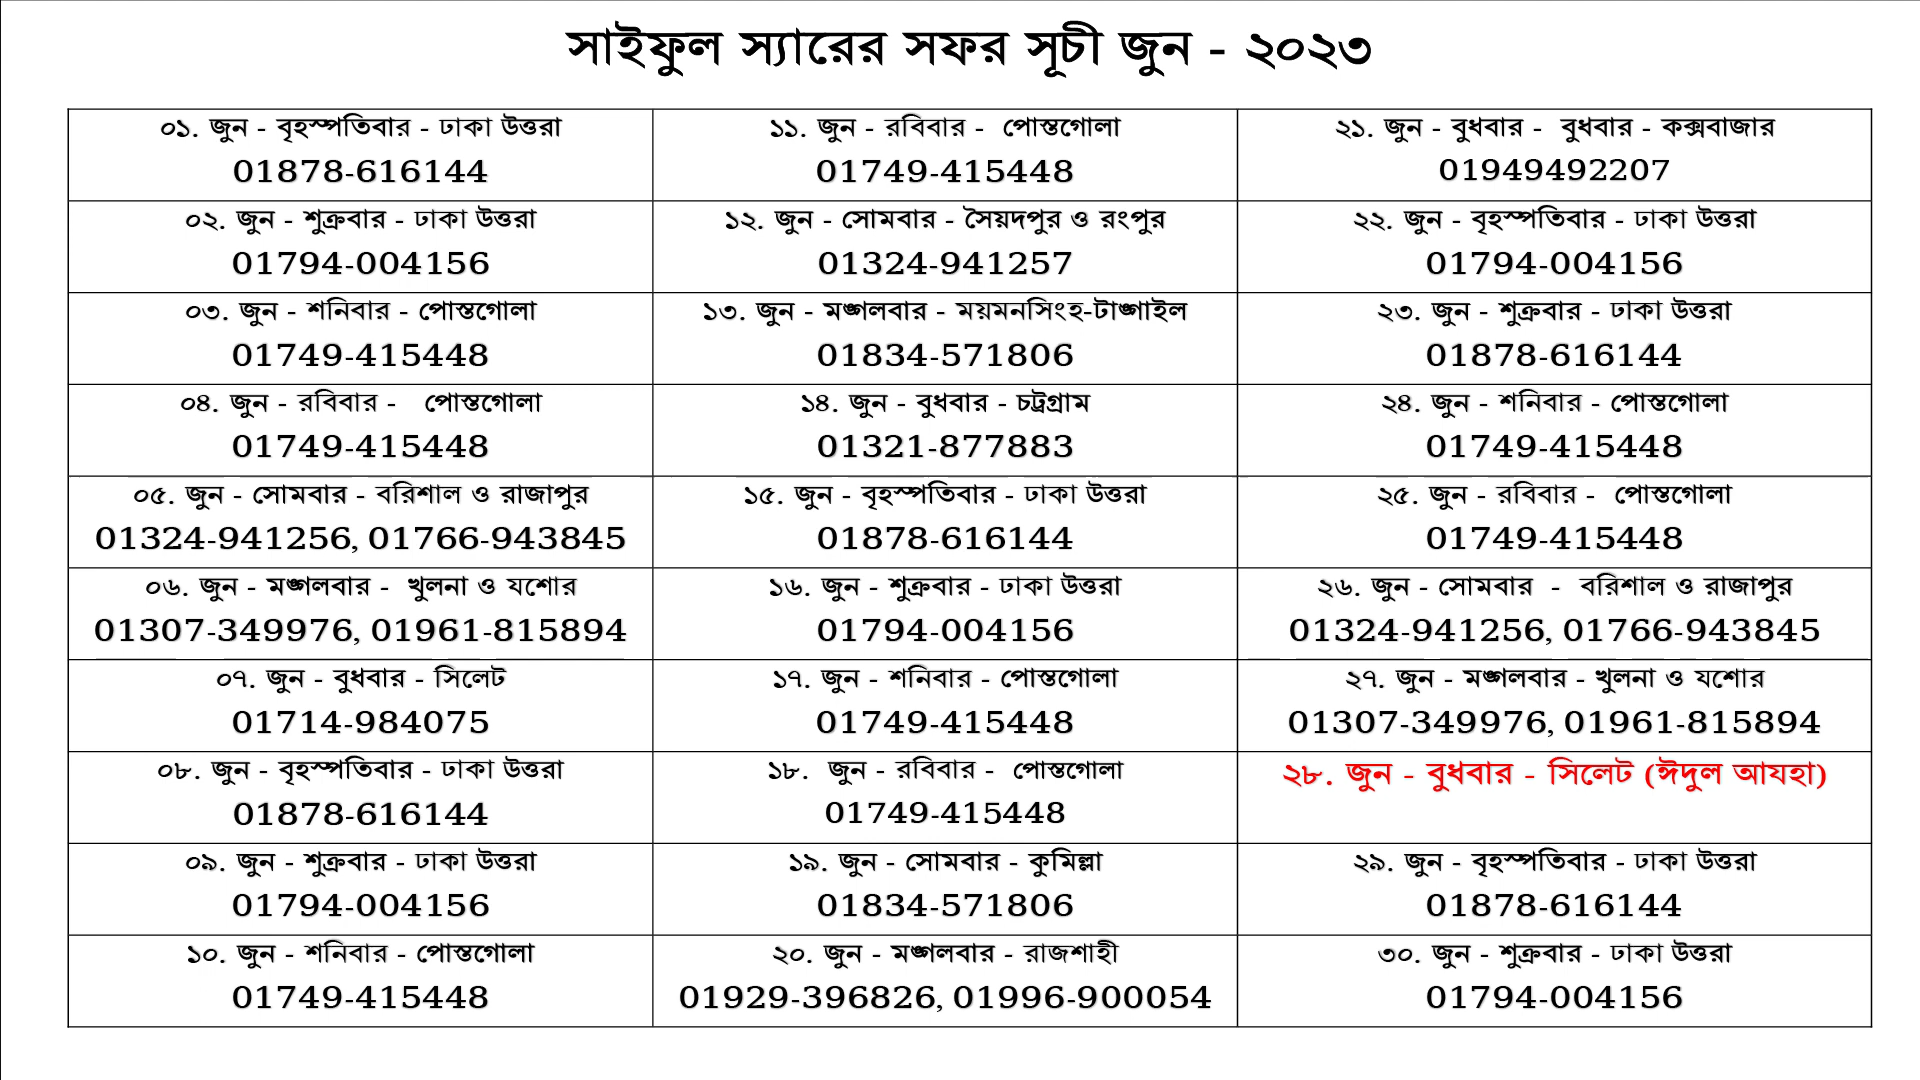 সাইফুল স্যারের সফর সূচী জুন - ২০২৩
০১. জুন - বৃহস্পতিবার - ঢাকা উত্তরা
01878-616144
০২. জুন - শুক্রবার - ঢাকা উত্তরা
01794-004156
০৩. জুন - শনিবার - পোস্তগোলা
01749-415448
০৪. জুন - রবিবার - পোস্তগোলা
01749-415448
০৫. জুন - সোমবার - বরিশাল ও রাজাপুর
01324-941256, 01766-943845
০৬. জুন - মঙ্গলবার - খুলনা ও যশোর
01307-349976, 01961-815894
০৭. জুন - বুধবার - সিলেট
01714-984075
০৮. জুন - বৃহস্পতিবার - ঢাকা উত্তরা
01878-616144
০৯. জুন - শুক্রবার - ঢাকা উত্তরা
01794-004156
১০. জুন - শনিবার - পোস্তগোলা
01749-415448
১১. জুন - রবিবার - পোস্তগোলা
01749-415448
১২. জুন - সোমবার - সৈয়দপুর ও রংপুর
01324-941257
১৩. জুন - মঙ্গলবার - ময়মনসিংহ-টাঙ্গাইল
01834-571806
১৪. জুন - বুধবার - চট্রগ্রাম
01321-877883
১৫. জুন - বৃহস্পতিবার - ঢাকা উত্তরা
01878-616144
১৬. জুন - শুক্রবার - ঢাকা উত্তরা
01794-004156
১৭. জুন - শনিবার - পোস্তগোলা
01749-415448
১৮. জুন - রবিবার - পোস্তগোলা
01749-415448
১৯. জুন - সোমবার - কুমিল্লা
01834-571806
২০. জুন - মঙ্গলবার - রাজশাহী
01929-396826, 01996-900054
২১. জুন - বুধবার - বুধবার - কক্সবাজার
01949492207
২২. জুন - বৃহস্পতিবার - ঢাকা উত্তরা
01794-004156
২৩. জুন - শুক্রবার - ঢাকা উত্তরা
01878-616144
২৪. জুন - শনিবার - পোস্তগোলা
01749-415448
২৫. জুন - রবিবার - পোস্তগোলা
01749-415448
২৬. জুন - সোমবার - বরিশাল ও রাজাপুর
01324-941256, 01766-943845
২৭. জুন - মঙ্গলবার - খুলনা ও যশোর
01307-349976, 01961-815894
২৮. জুন - বুধবার - সিলেট (ঈদুল আযহা)
২৯. জুন - বৃহস্পতিবার - ঢাকা উত্তরা
01878-616144
৩০. জুন - শুক্রবার - ঢাকা উত্তরা
01794-004156